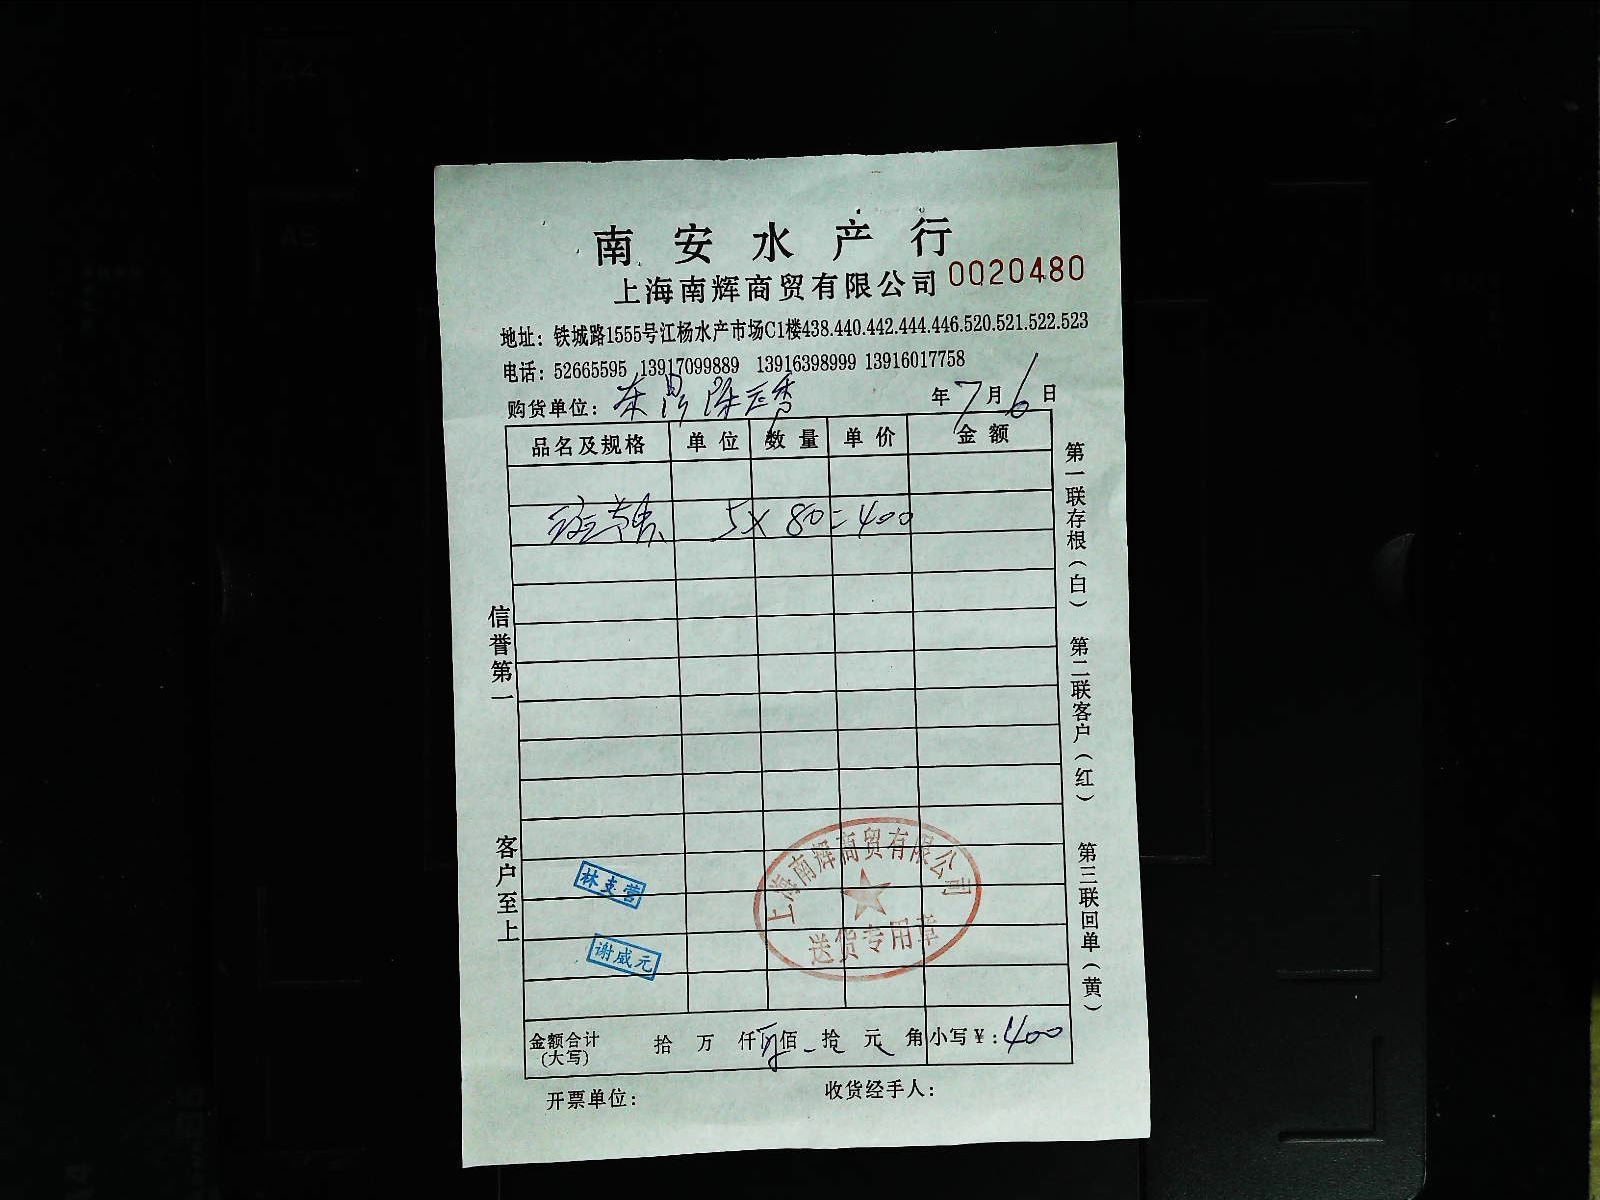 南安水产行
上海南辉商贸有限公司 0020480
地址：铁城路1555号江杨水产市场C1楼438.440.442.444.446.520.521.522.523
电话：52665595 13917099889 13916398999 13916017758
购货单位： 年7月6日
品名及规格 单位 数量 单价 金额
5×80=400
信誉第一
客户至上
第一联存根（白）
第二联客户（红）
第三联回单（黄）
林支营
谢威元
上海南辉商贸有限公司
送货专用章
金额合计(大写) 拾 万 仟 佰 拾 元 角 小写￥:400
开票单位： 收货经手人：